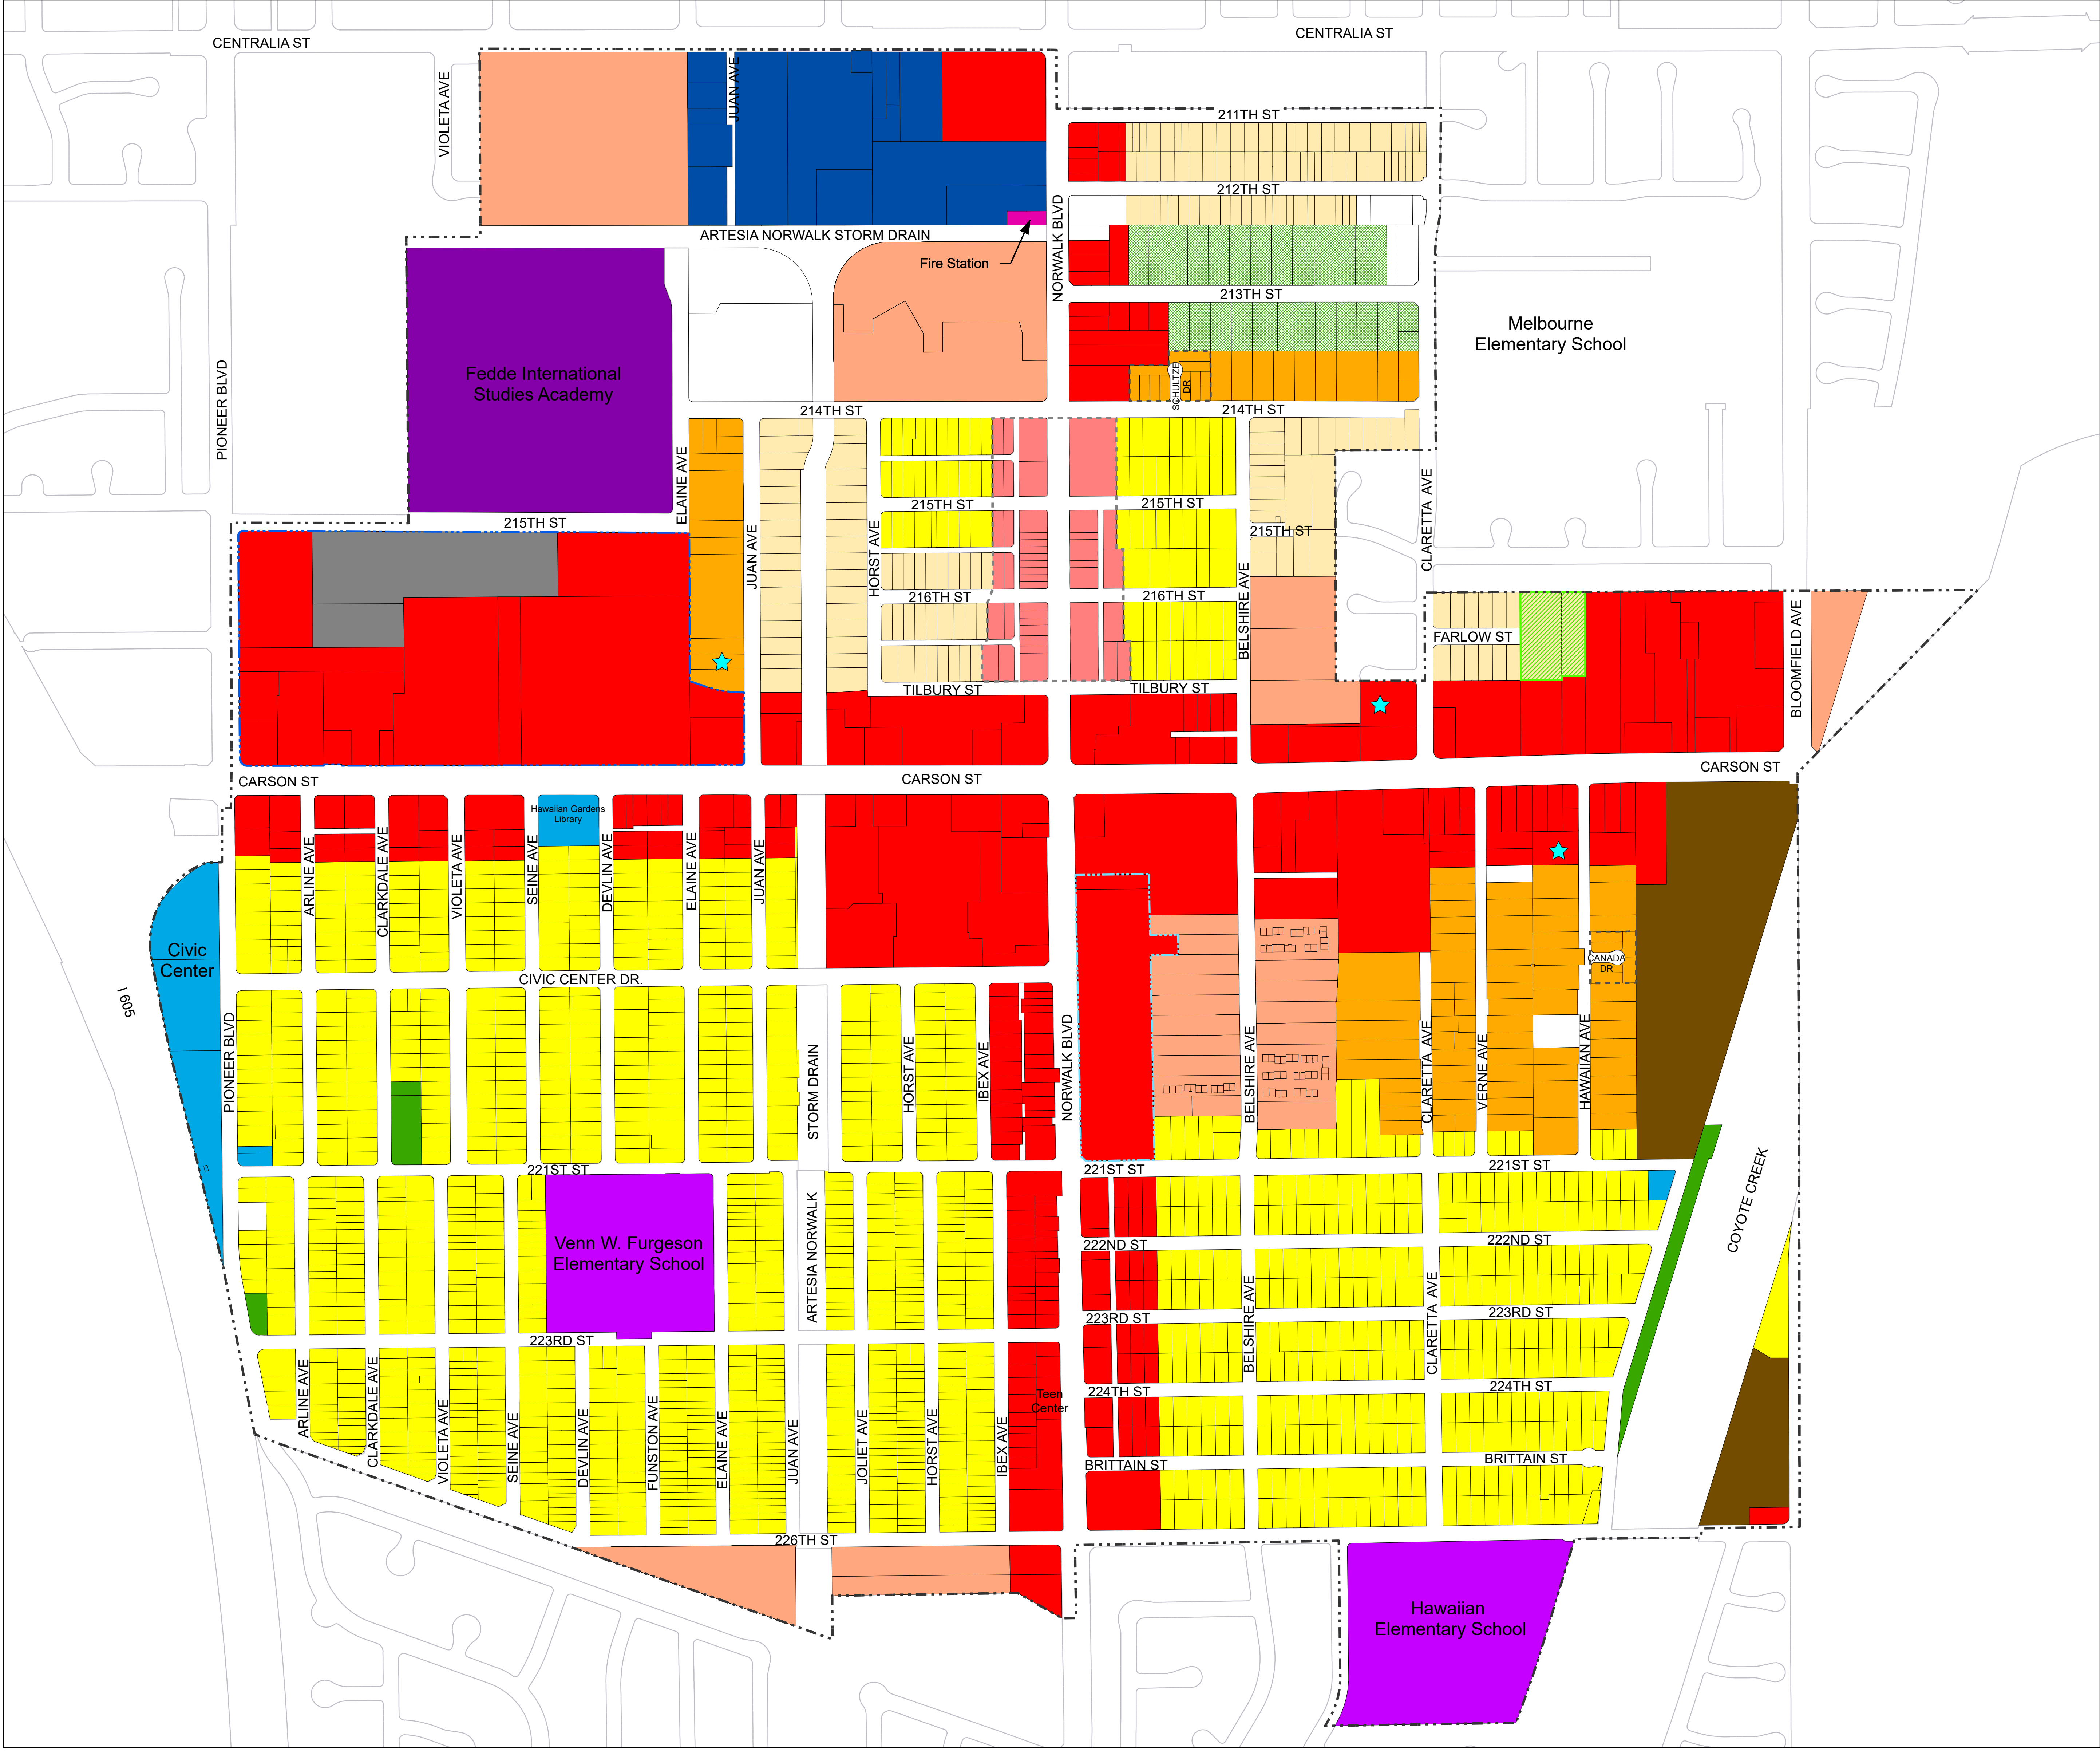 CENTRALIA ST
CENTRALIA ST
VIOLETA AVE
JUAN AVE
211TH ST
212TH ST
NORWALK BLVD
ARTESIA NORWALK STORM DRAIN
Fire Station
213TH ST
Melbourne
Elementary School
Fedde International
Studies Academy
PIONEER BLVD
SCHULTZE
DR
214TH ST
214TH ST
ELAINE AVE
215TH ST
215TH ST
215TH ST
215TH ST
CLARETTA AVE
JUAN AVE
HORST AVE
216TH ST
216TH ST
BELSHIRE AVE
FARLOW ST
BLOOMFIELD AVE
TILBURY ST
TILBURY ST
CARSON ST
CARSON ST
CARSON ST
Hawaiian Gardens
Library
ARLINE AVE
CLARKDALE AVE
VIOLETA AVE
SEINE AVE
DEVLIN AVE
ELAINE AVE
JUAN AVE
Civic
Center
CANADA
DR
CIVIC CENTER DR.
I 605
PIONEER BLVD
STORM DRAIN
HORST AVE
IBEX AVE
NORWALK BLVD
BELSHIRE AVE
CLARETTA AVE
VERNE AVE
HAWAIIAN AVE
221ST ST
221ST ST
221ST ST
COYOTE CREEK
Venn W. Furgeson
Elementary School
ARTESIA NORWALK
222ND ST
222ND ST
223RD ST
223RD ST
223RD ST
BELSHIRE AVE
CLARETTA AVE
ARLINE AVE
CLARKDALE AVE
VIOLETA AVE
SEINE AVE
DEVLIN AVE
FUNSTON AVE
ELAINE AVE
JUAN AVE
JOLIET AVE
HORST AVE
IBEX AVE
Teen
Center
224TH ST
224TH ST
BRITTAIN ST
BRITTAIN ST
226TH ST
Hawaiian
Elementary School